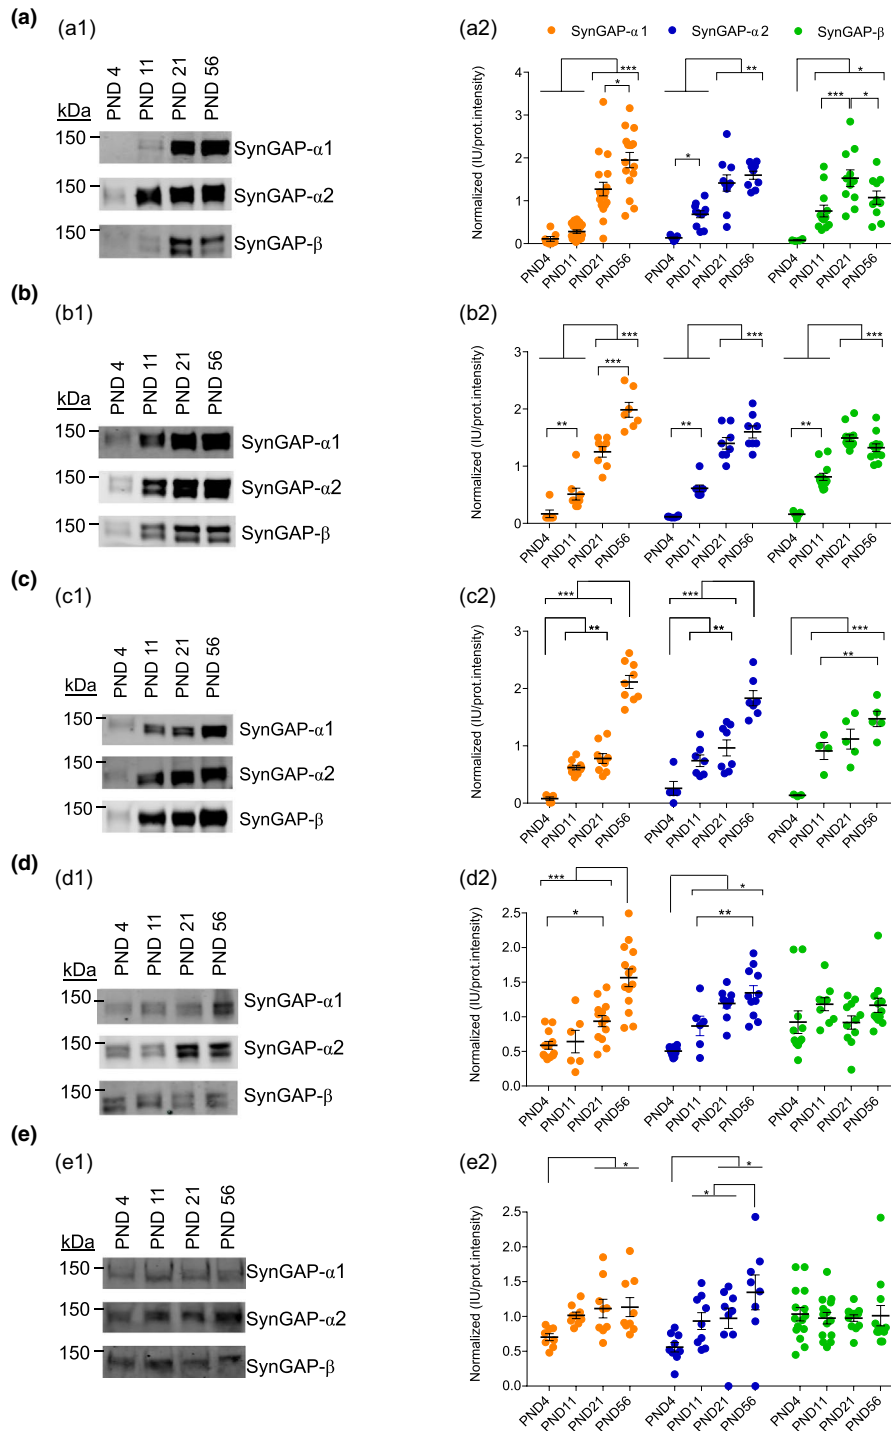 (a)
(a1)
PND 4
PND 11
PND 21
PND 56
kDa
150
SynGAP-α1
150
SynGAP-α2
150
SynGAP-β
(a2)
SynGAP-α1
SynGAP-α2
SynGAP-β
***
*
**
*
*
***
*
Normalized (IU/prot.intensity)
4
3
2
1
0
PND4
PND11
PND21
PND56
PND4
PND11
PND21
PND56
PND4
PND11
PND21
PND56
(b)
(b1)
PND 4
PND 11
PND 21
PND 56
kDa
150
SynGAP-α1
150
SynGAP-α2
150
SynGAP-β
(b2)
***
***
***
***
**
**
**
Normalized (IU/prot.intensity)
3
2
1
0
PND4
PND11
PND21
PND56
PND4
PND11
PND21
PND56
PND4
PND11
PND21
PND56
(c)
(c1)
PND 4
PND 11
PND 21
PND 56
kDa
150
SynGAP-α1
150
SynGAP-α2
150
SynGAP-β
(c2)
***
**
***
**
***
**
Normalized (IU/prot.intensity)
3
2
1
0
PND4
PND11
PND21
PND56
PND4
PND11
PND21
PND56
PND4
PND11
PND21
PND56
(d)
(d1)
PND 4
PND 11
PND 21
PND 56
kDa
150
SynGAP-α1
150
SynGAP-α2
150
SynGAP-β
(d2)
***
*
*
**
Normalized (IU/prot.intensity)
2.5
2.0
1.5
1.0
0.5
0.0
PND4
PND11
PND21
PND56
PND4
PND11
PND21
PND56
PND4
PND11
PND21
PND56
(e)
(e1)
PND 4
PND 11
PND 21
PND 56
kDa
150
SynGAP-α1
150
SynGAP-α2
150
SynGAP-β
(e2)
*
*
*
Normalized (IU/prot.intensity)
2.5
2.0
1.5
1.0
0.5
0.0
PND4
PND11
PND21
PND56
PND4
PND11
PND21
PND56
PND4
PND11
PND21
PND56